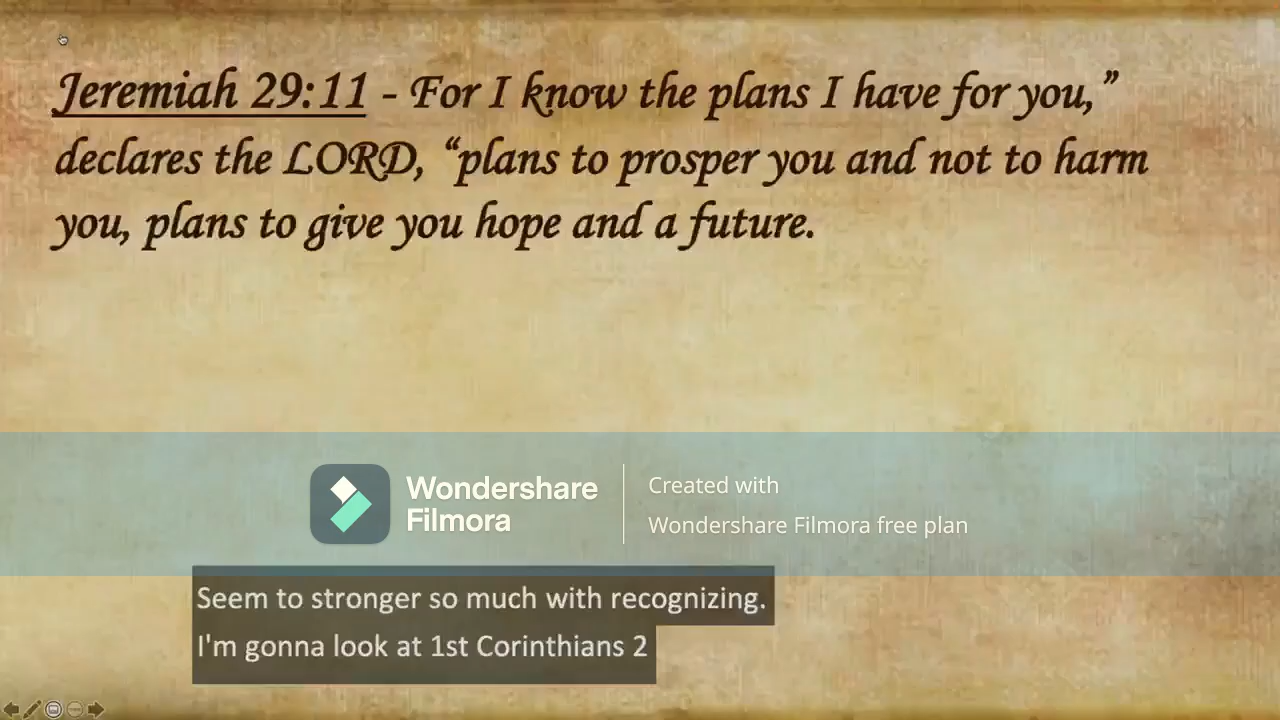 Jeremiah 29:11 - For I know the plans I have for you,”
declares the LORD, “plans to prosper you and not to harm
you, plans to give you hope and a future.
Wondershare
Filmora
Created with
Wondershare Filmora free plan
Seem to stronger so much with recognizing.
I'm gonna look at 1st Corinthians 2